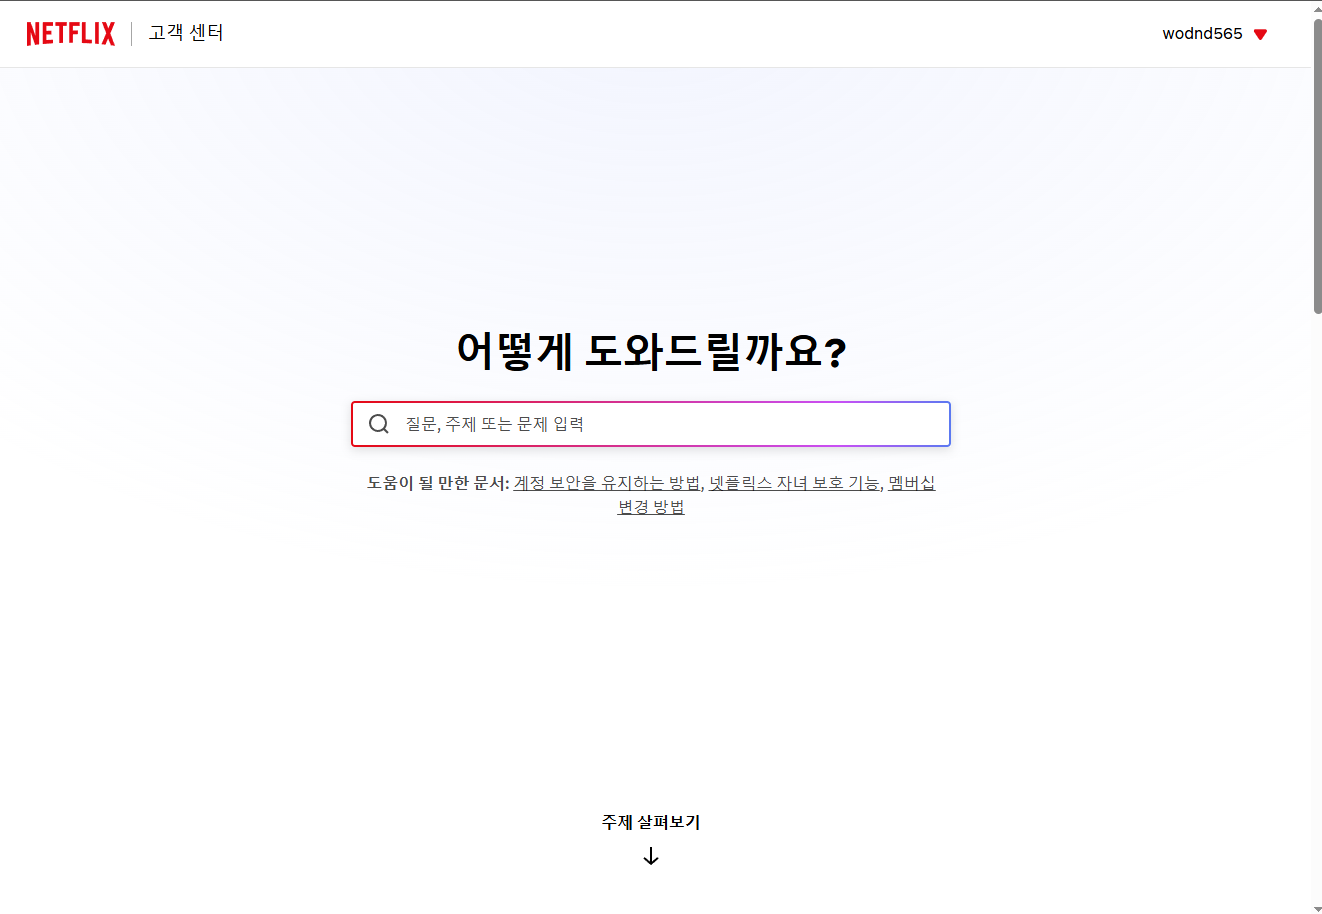 NETFLIX 고객 센터
wodnd565
어떻게 도와드릴까요?
질문, 주제 또는 문제 입력
도움이 될 만한 문서: 계정 보안을 유지하는 방법, 넷플릭스 자녀 보호 기능, 멤버십
변경 방법
주제 살펴보기